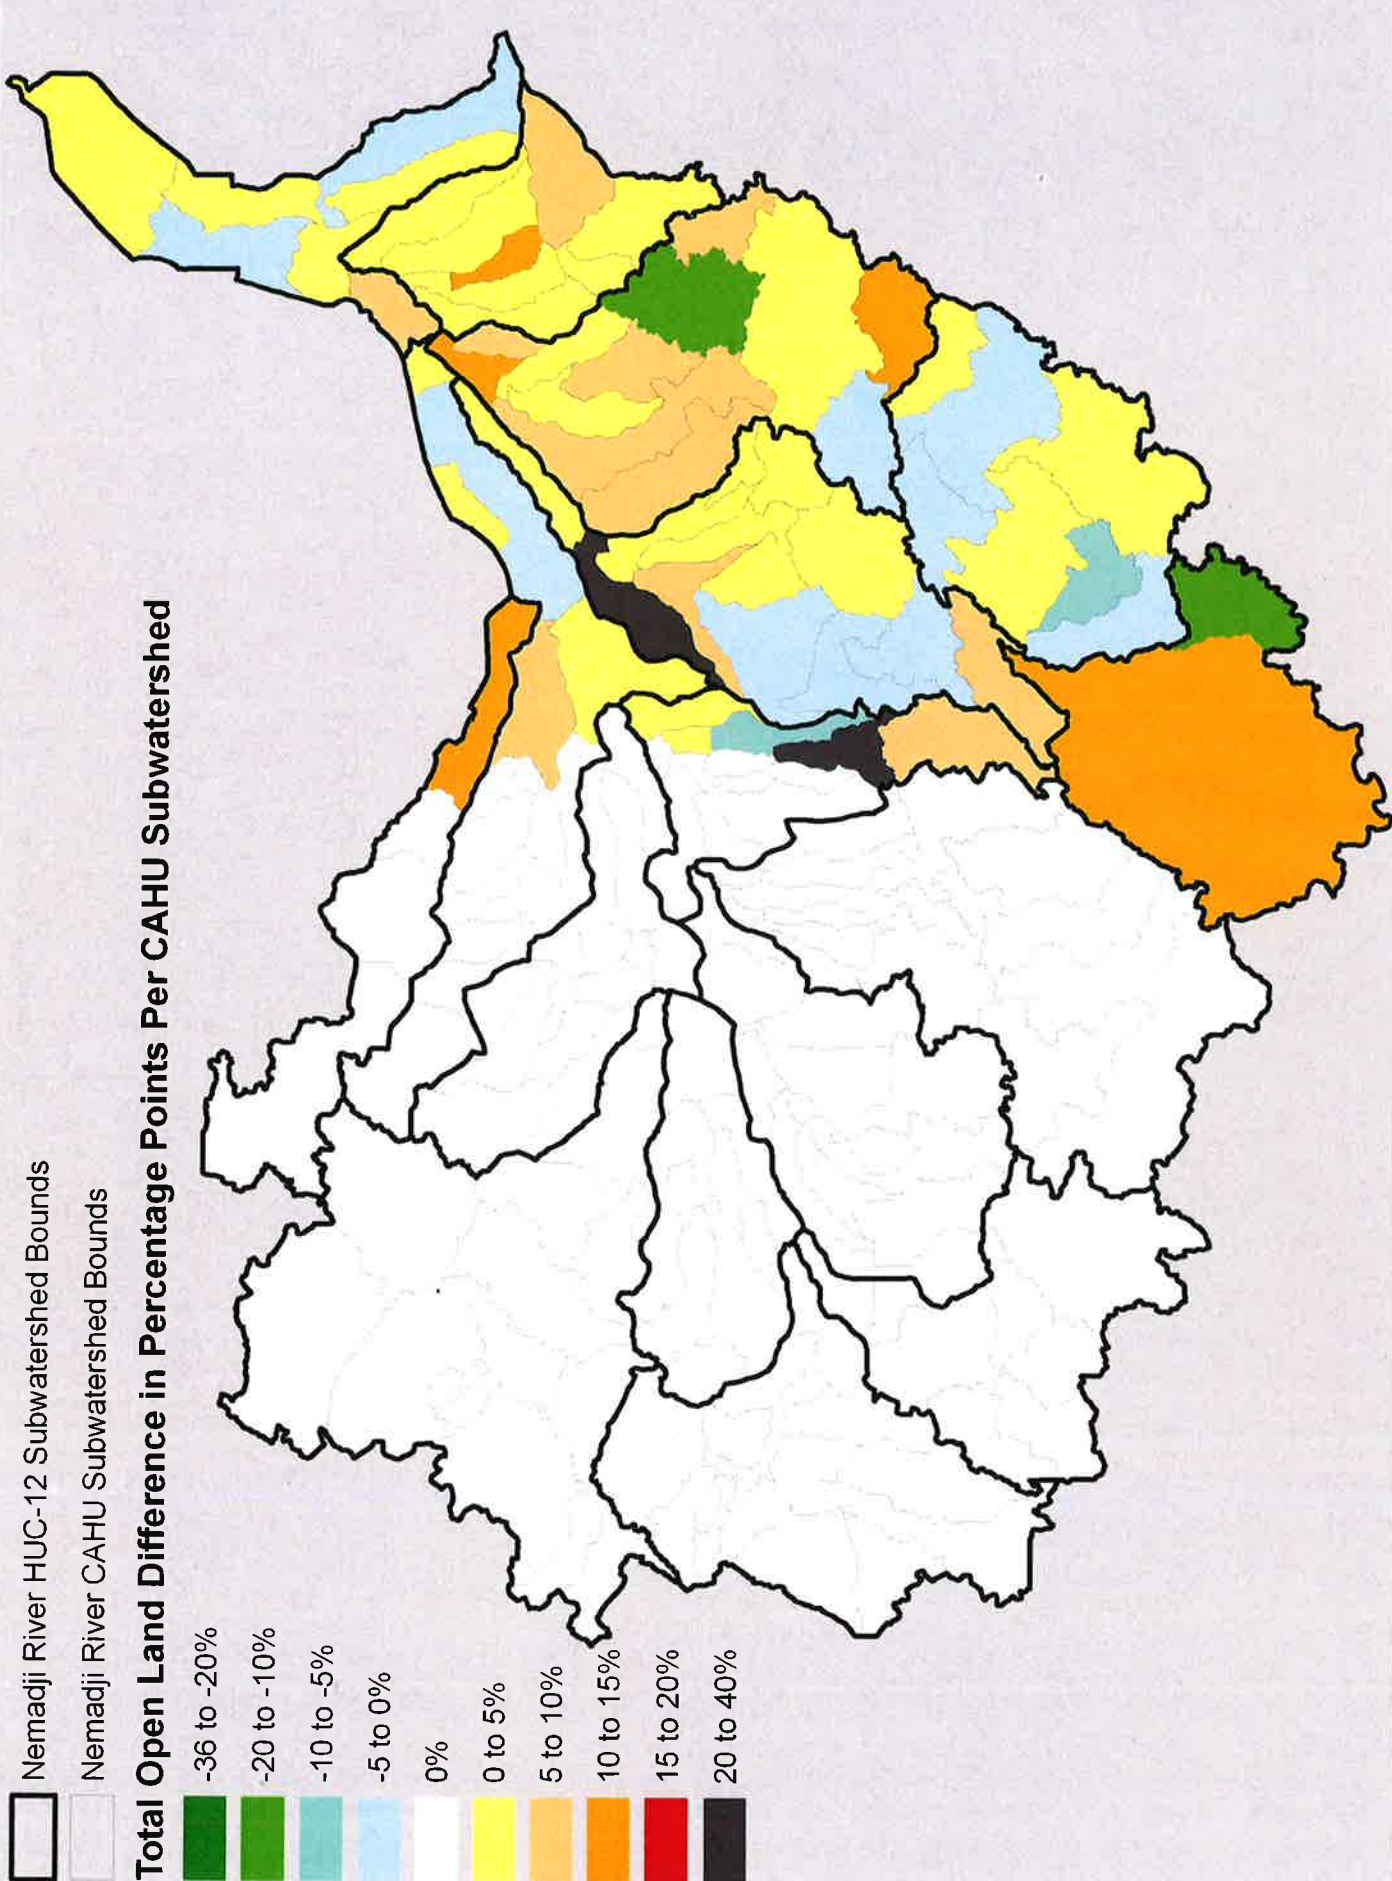 Nemadji River HUC-12 Subwatershed Bounds
Nemadji River CAHU Subwatershed Bounds
Total Open Land Difference in Percentage Points Per CAHU Subwatershed
-36 to -20%
-20 to -10%
-10 to -5%
-5 to 0%
0%
0 to 5%
5 to 10%
10 to 15%
15 to 20%
20 to 40%